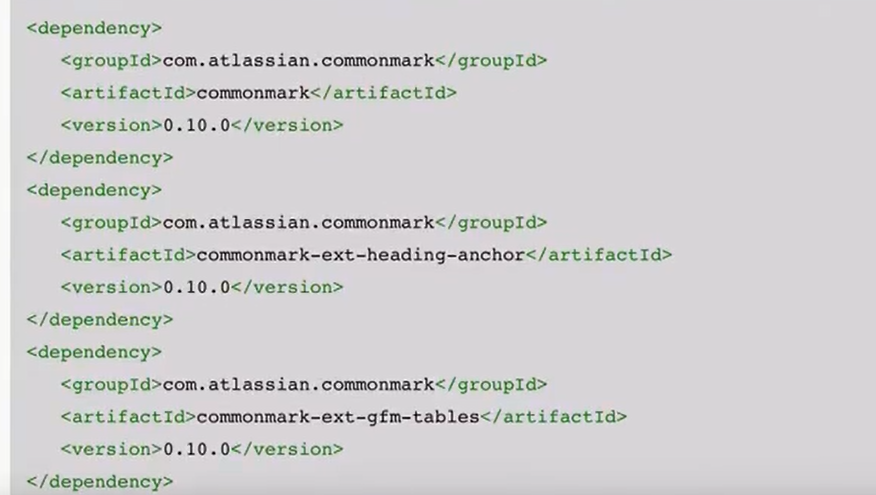 <dependency>
<groupId>com.atlassian.commonmark</groupId>
<artifactId>commonmark</artifactId>
<version>0.10.0</version>
</dependency>
<dependency>
<groupId>com.atlassian.commonmark</groupId>
<artifactId>commonmark-ext-heading-anchor</artifactId>
<version>0.10.0</version>
</dependency>
<dependency>
<groupId>com.atlassian.commonmark</groupId>
<artifactId>commonmark-ext-gfm-tables</artifactId>
<version>0.10.0</version>
</dependency>